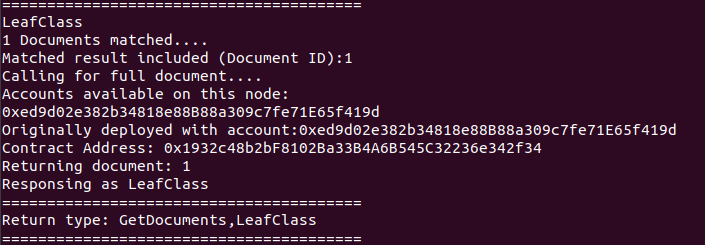 ========================================
LeafClass
1 Documents matched....
Matched result included (Document ID):1
Calling for full document....
Accounts available on this node:
0xed9d02e382b34818e88B88a309c7fe71E65f419d
Originally deployed with account:0xed9d02e382b34818e88B88a309c7fe71E65f419d
Contract Address: 0x1932c48b2bF8102Ba33B4A6B545C32236e342f34
Returning document: 1
Responsing as LeafClass
========================================
Return type: GetDocuments,LeafClass
========================================